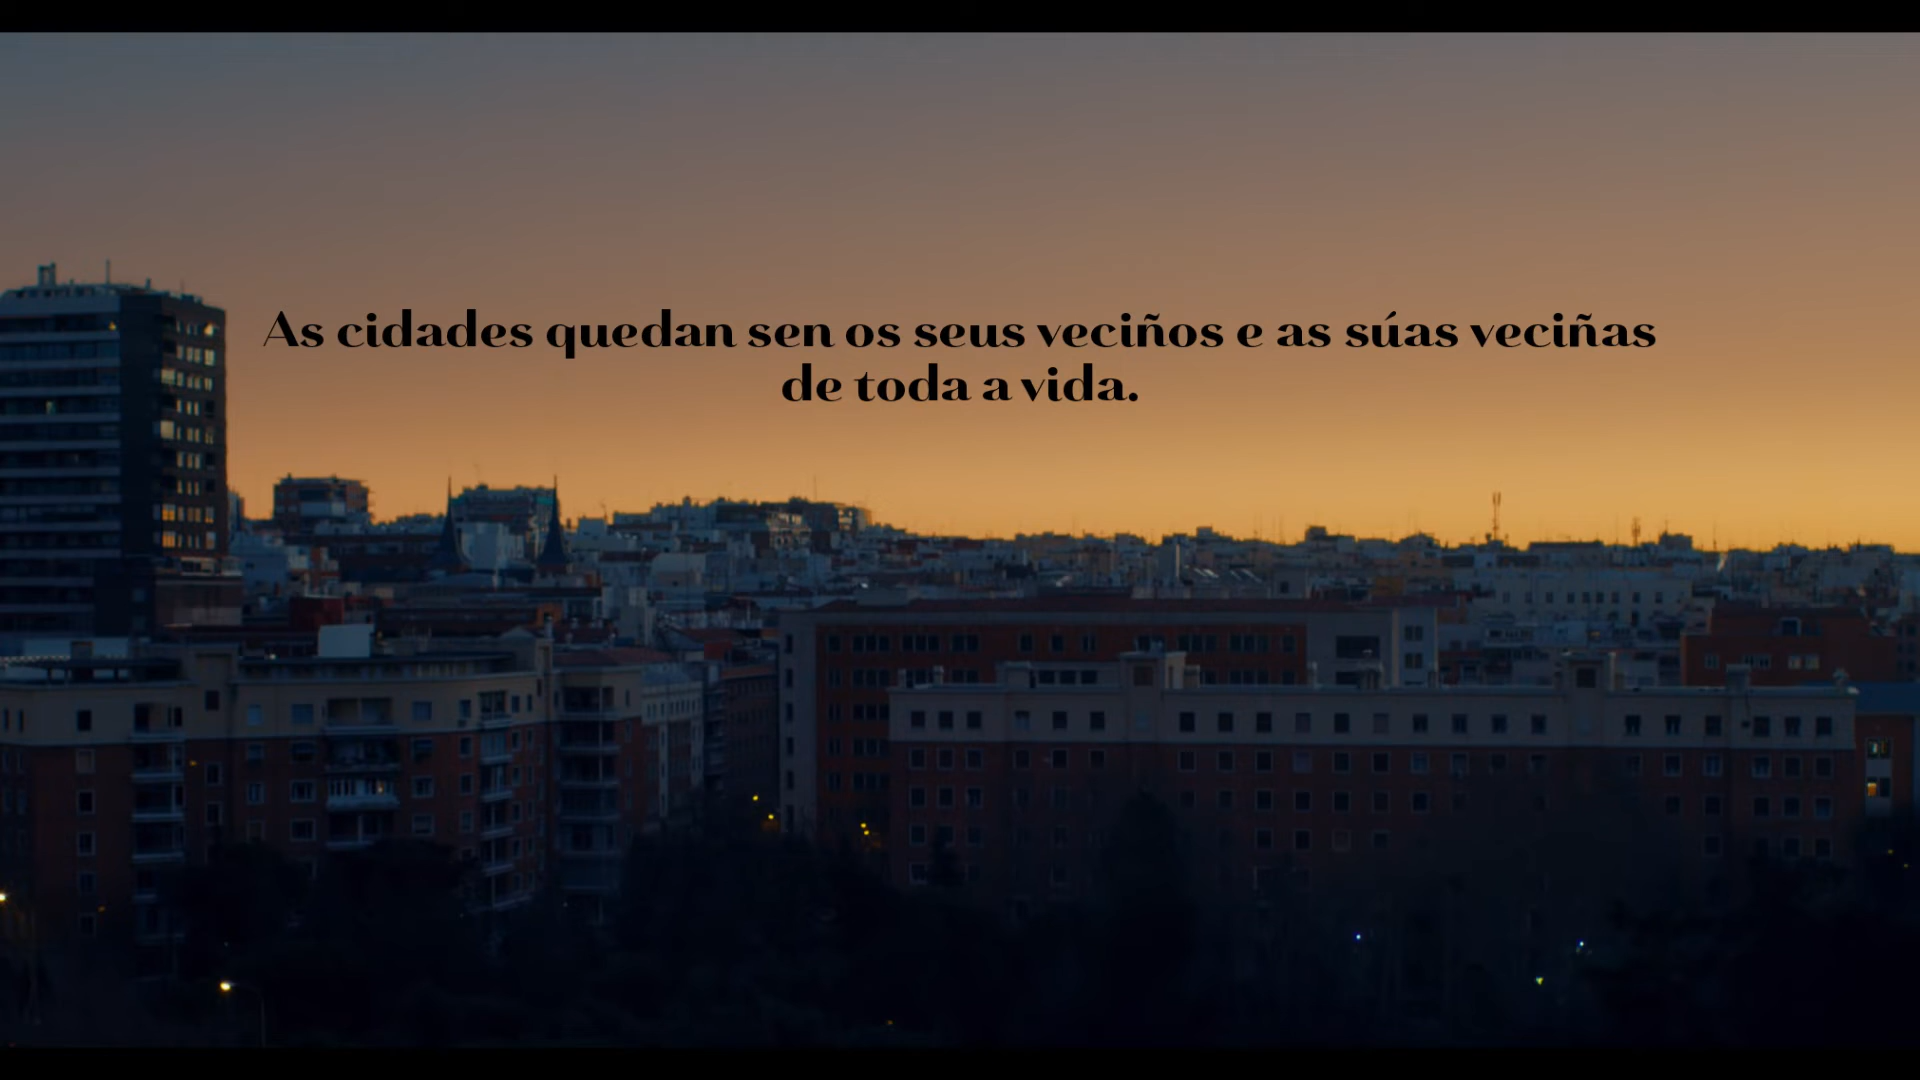 As cidades quedan sen os seus veciños e as súas veciñas
de toda a vida.